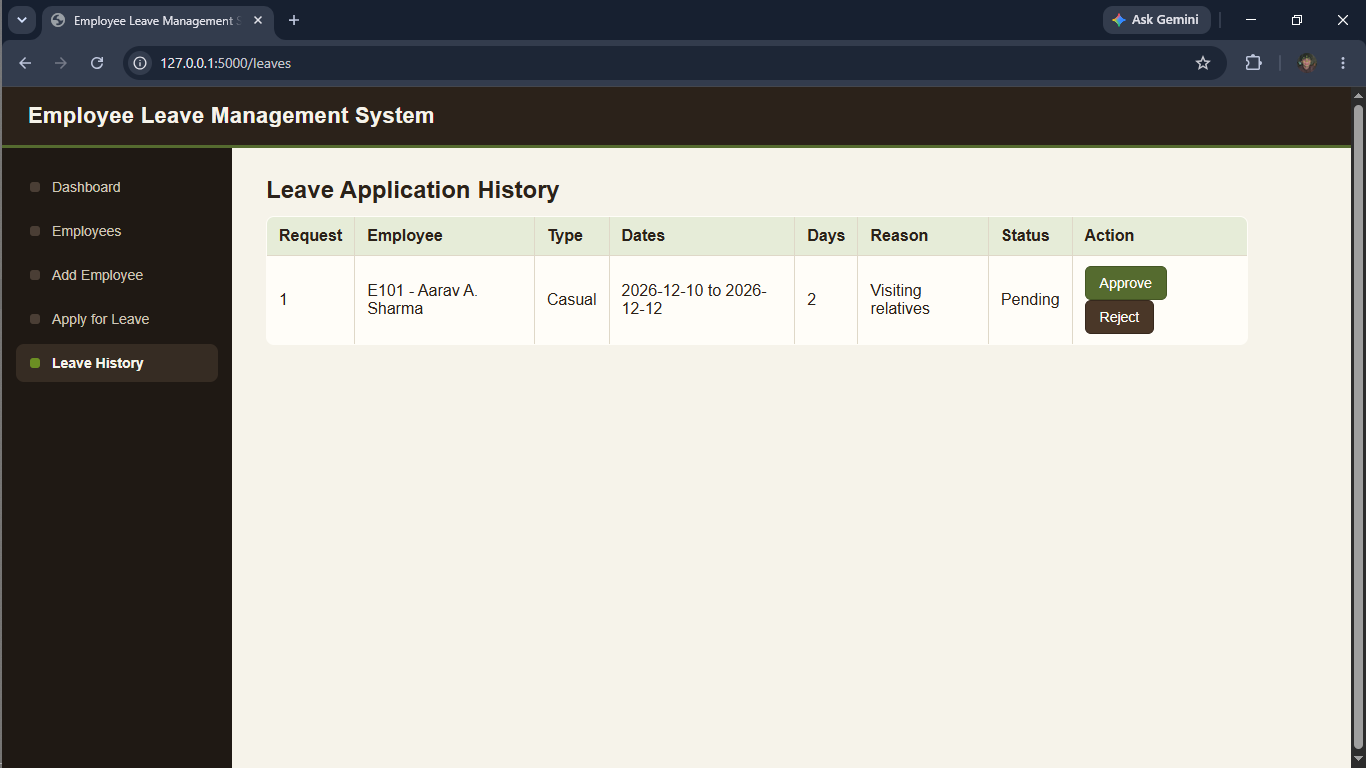 Employee Leave Management S
Ask Gemini
127.0.0.1:5000/leaves
Employee Leave Management System
Dashboard
Employees
Add Employee
Apply for Leave
Leave History
Leave Application History
Request Employee Type Dates Days Reason Status Action
1 E101 - Aarav A. Sharma Casual 2026-12-10 to 2026-12-12 2 Visiting relatives Pending Approve Reject